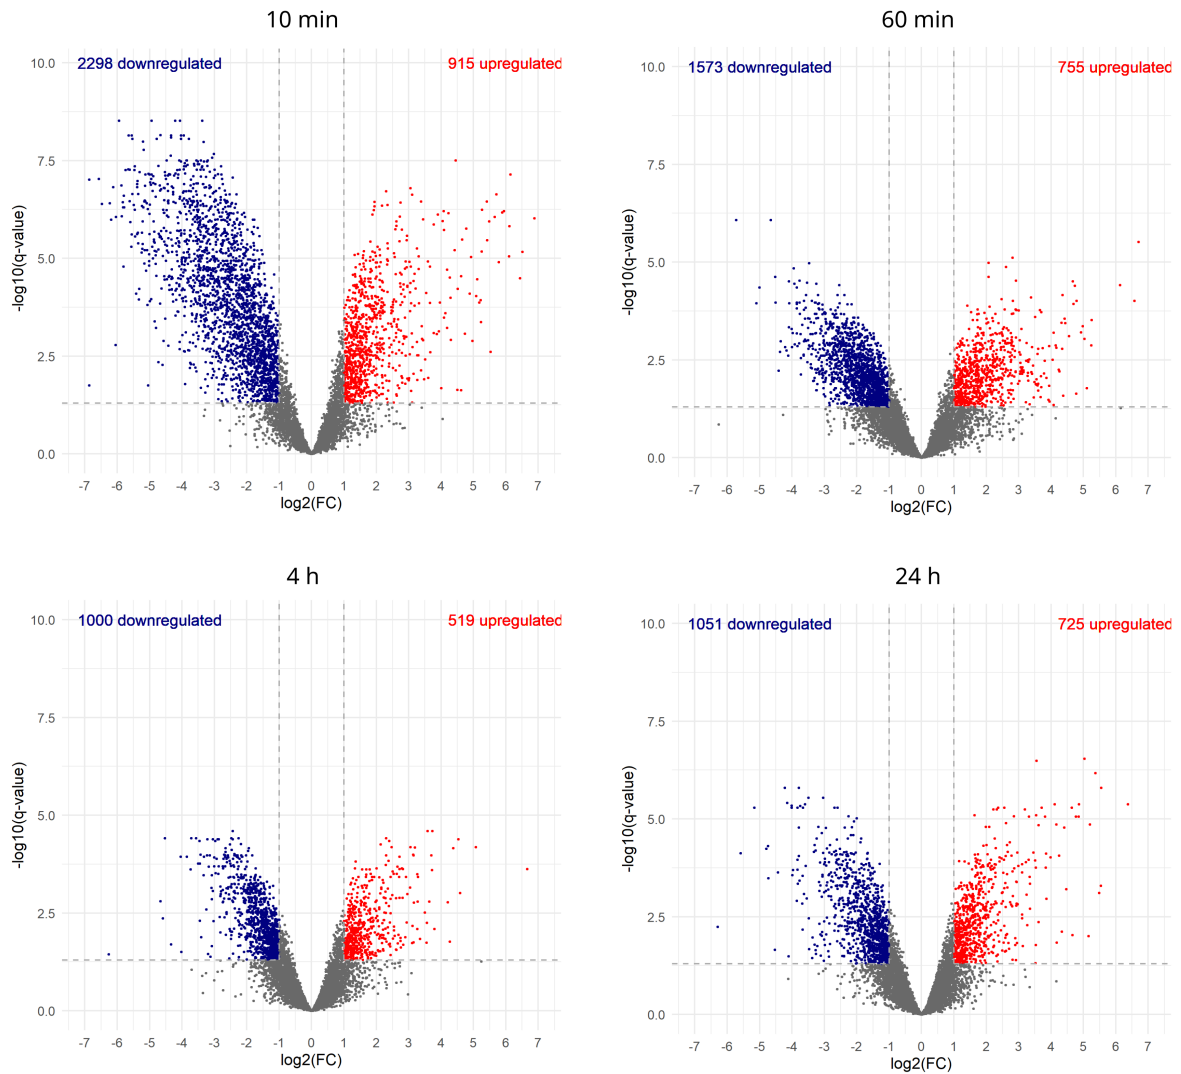 10 min
2298 downregulated 915 upregulated
10.0
7.5
5.0
2.5
0.0
-log10(q-value)
-7 -6 -5 -4 -3 -2 -1 0 1 2 3 4 5 6 7
log2(FC)
60 min
1573 downregulated 755 upregulated
10.0
7.5
5.0
2.5
0.0
-log10(q-value)
-7 -6 -5 -4 -3 -2 -1 0 1 2 3 4 5 6 7
log2(FC)
4 h
1000 downregulated 519 upregulated
10.0
7.5
5.0
2.5
0.0
-log10(q-value)
-7 -6 -5 -4 -3 -2 -1 0 1 2 3 4 5 6 7
log2(FC)
24 h
1051 downregulated 725 upregulated
10.0
7.5
5.0
2.5
0.0
-log10(q-value)
-7 -6 -5 -4 -3 -2 -1 0 1 2 3 4 5 6 7
log2(FC)